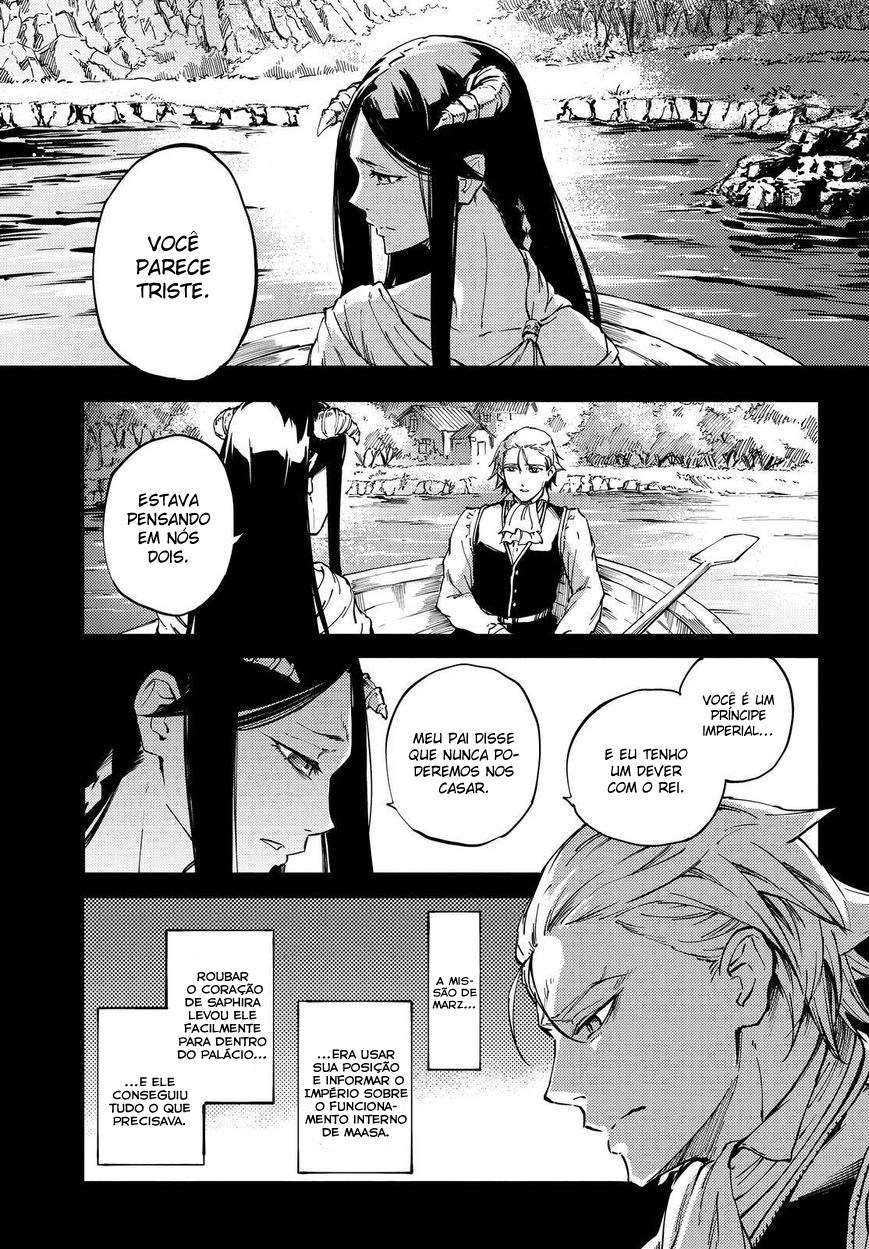 VOCÊ
PARECE
TRISTE.
ESTAVA
PENSANDO
EM NÓS
DOIS.
VOCÊ É UM
PRÍNCIPE
IMPERIAL...
E EU TENHO
UM DEVER
COM O REI.
MEU PAI DISSE
QUE NUNCA PO-
DEREMOS NOS
CASAR.
A MIS-
SÃO DE
MARZ...
...ERA USAR
SUA POSIÇÃO
E INFORMAR O
IMPÉRIO SOBRE
O FUNCIONA-
MENTO INTERNO
DE MAASA.
ROUBAR
O CORAÇÃO
DE SAPHIRA
LEVOU ELE
FACILMENTE
PARA DENTRO
DO PALÁCIO...
...E ELE
CONSEGUIU
TUDO O QUE
PRECISAVA.